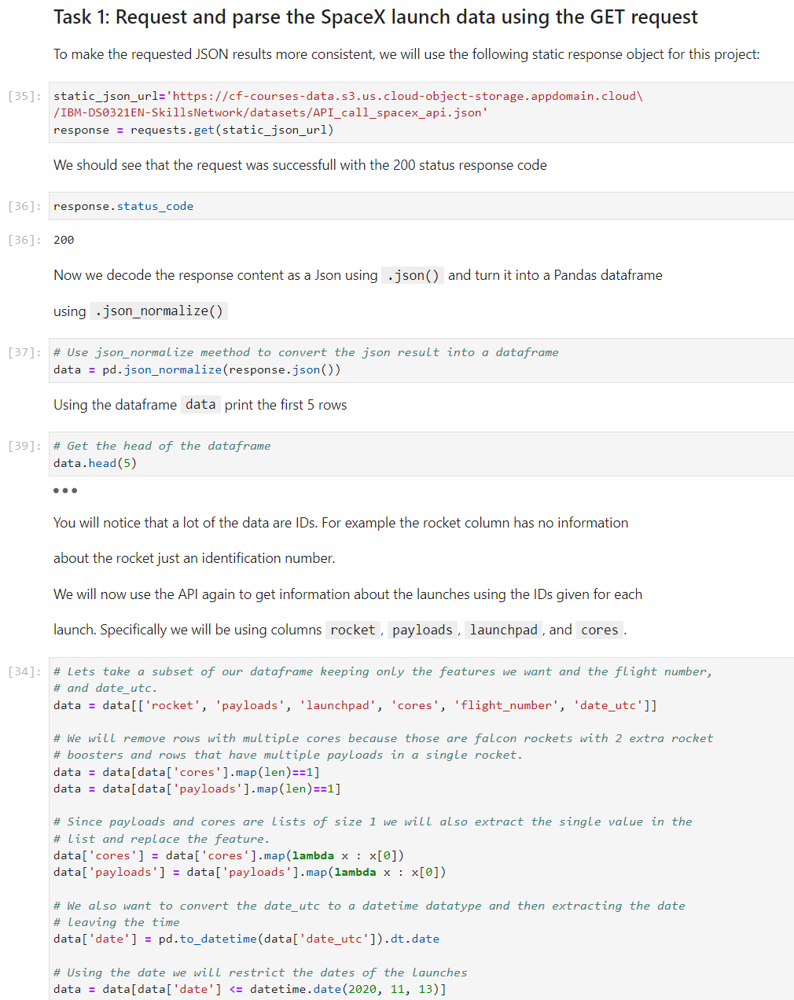 Task 1: Request and parse the SpaceX launch data using the GET request
To make the requested JSON results more consistent, we will use the following static response object for this project:
[35]: static_json_url='https://cf-courses-data.s3.us.cloud-object-storage.appdomain.cloud\
/IBM-DS0321EN-SkillsNetwork/datasets/API_call_spacex_api.json'
response = requests.get(static_json_url)
We should see that the request was successfull with the 200 status response code
[36]: response.status_code
[36]: 200
Now we decode the response content as a Json using .json() and turn it into a Pandas dataframe
using .json_normalize()
[37]: # Use json_normalize meethod to convert the json result into a dataframe
data = pd.json_normalize(response.json())
Using the dataframe data print the first 5 rows
[39]: # Get the head of the dataframe
data.head(5)
•••
You will notice that a lot of the data are IDs. For example the rocket column has no information
about the rocket just an identification number.
We will now use the API again to get information about the launches using the IDs given for each
launch. Specifically we will be using columns rocket, payloads, launchpad, and cores.
[34]: # Lets take a subset of our dataframe keeping only the features we want and the flight number,
# and date_utc.
data = data[['rocket', 'payloads', 'launchpad', 'cores', 'flight_number', 'date_utc']]
# We will remove rows with multiple cores because those are falcon rockets with 2 extra rocket
# boosters and rows that have multiple payloads in a single rocket.
data = data[data['cores'].map(len)==1]
data = data[data['payloads'].map(len)==1]
# Since payloads and cores are lists of size 1 we will also extract the single value in the
# list and replace the feature.
data['cores'] = data['cores'].map(lambda x : x[0])
data['payloads'] = data['payloads'].map(lambda x : x[0])
# We also want to convert the date_utc to a datetime datatype and then extracting the date
# leaving the time
data['date'] = pd.to_datetime(data['date_utc']).dt.date
# Using the date we will restrict the dates of the launches
data = data[data['date'] <= datetime.date(2020, 11, 13)]